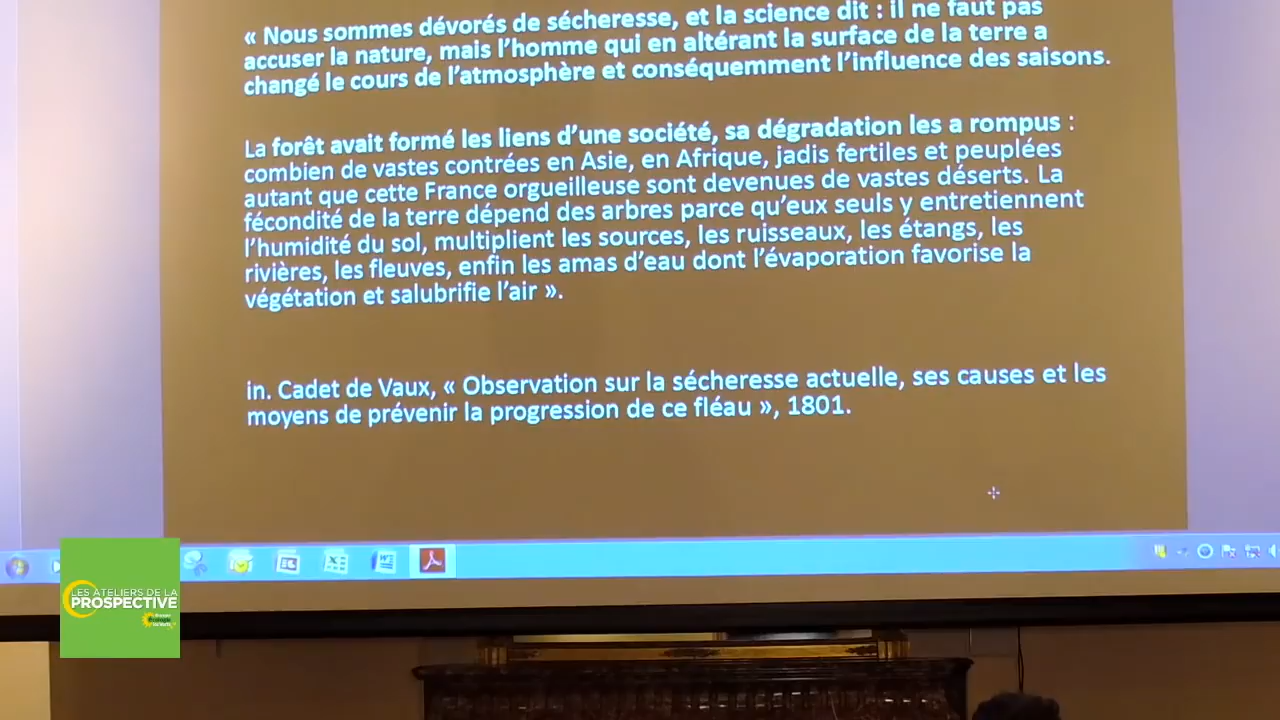 « Nous sommes dévorés de sécheresse, et la science dit : il ne faut pas
accuser la nature, mais l'homme qui en altérant la surface de la terre a
changé le cours de l'atmosphère et conséquemment l'influence des saisons.
La forêt avait formé les liens d'une société, sa dégradation les a rompus :
combien de vastes contrées en Asie, en Afrique, jadis fertiles et peuplées
autant que cette France orgueilleuse sont devenues de vastes déserts. La
fécondité de la terre dépend des arbres parce qu'eux seuls y entretiennent
l'humidité du sol, multiplient les sources, les ruisseaux, les étangs, les
rivières, les fleuves, enfin les amas d'eau dont l'évaporation favorise la
végétation et salubrifie l'air ».
in. Cadet de Vaux, « Observation sur la sécheresse actuelle, ses causes et les
moyens de prévenir la progression de ce fléau », 1801.
LES ATELIERS DE LA
PROSPECTIVE